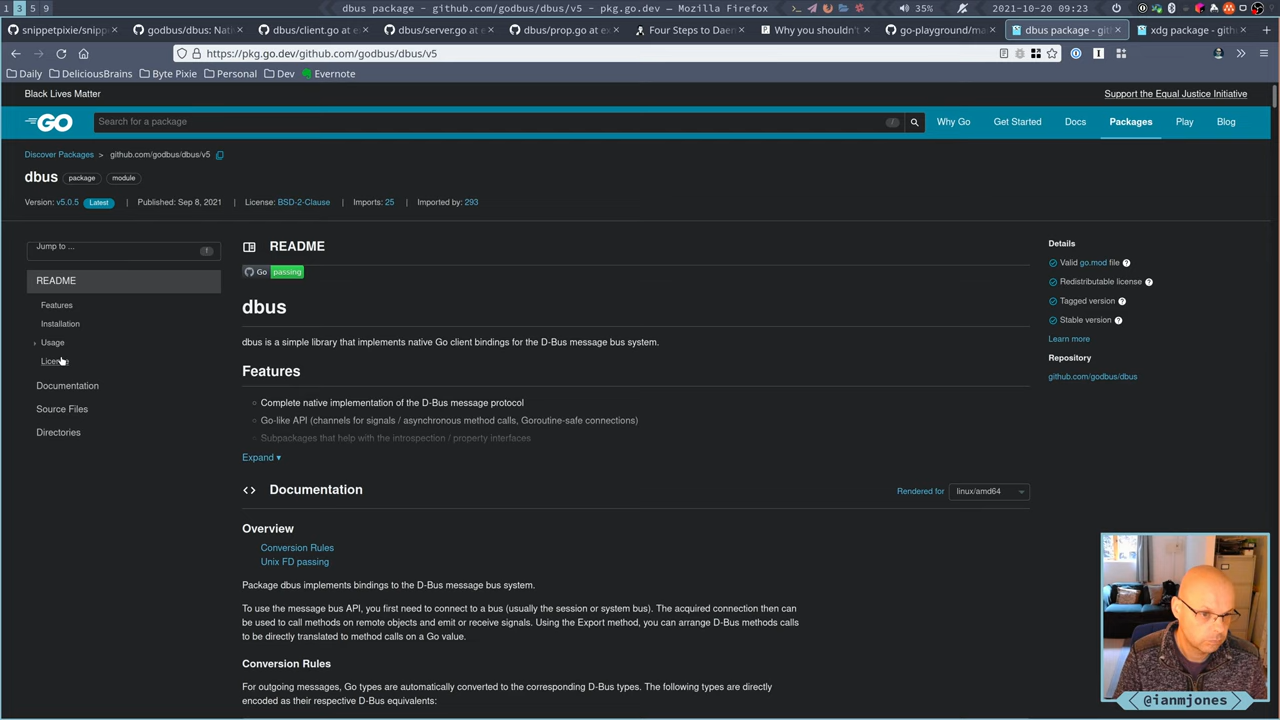 1 3 5 9
dbus package - github.com/godbus/dbus/v5 - pkg.go.dev — Mozilla Firefox
35%
2021-10-20 09:23
snippetpixie/snipp
godbus/dbus: Nati
dbus/client.go at e
dbus/server.go at e
dbus/prop.go at ex
Four Steps to Daem
Why you shouldn't
go-playground/ma
dbus package - gith
xdg package - gith
https://pkg.go.dev/github.com/godbus/dbus/v5
Daily
DeliciousBrains
Byte Pixie
Personal
Dev
Evernote
Black Lives Matter
Support the Equal Justice Initiative
GO
Search for a package
/
Why Go
Get Started
Docs
Packages
Play
Blog
Discover Packages > github.com/godbus/dbus/v5
dbus package module
Version: v5.0.5 Latest | Published: Sep 8, 2021 | License: BSD-2-Clause | Imports: 25 | Imported by: 293
Jump to ...
README
Features
Installation
Usage
License
Documentation
Source Files
Directories
README
Go passing
dbus
dbus is a simple library that implements native Go client bindings for the D-Bus message bus system.
Features
Complete native implementation of the D-Bus message protocol
Go-like API (channels for signals / asynchronous method calls, Goroutine-safe connections)
Subpackages that help with the introspection / property interfaces
Expand ▾
Documentation
Rendered for linux/amd64
Overview
Conversion Rules
Unix FD passing
Package dbus implements bindings to the D-Bus message bus system.
To use the message bus API, you first need to connect to a bus (usually the session or system bus). The acquired connection then can
be used to call methods on remote objects and emit or receive signals. Using the Export method, you can arrange D-Bus methods calls
to be directly translated to method calls on a Go value.
Conversion Rules
For outgoing messages, Go types are automatically converted to the corresponding D-Bus types. The following types are directly
encoded as their respective D-Bus equivalents:
Details
Valid go.mod file
Redistributable license
Tagged version
Stable version
Learn more
Repository
github.com/godbus/dbus
@ianmjones